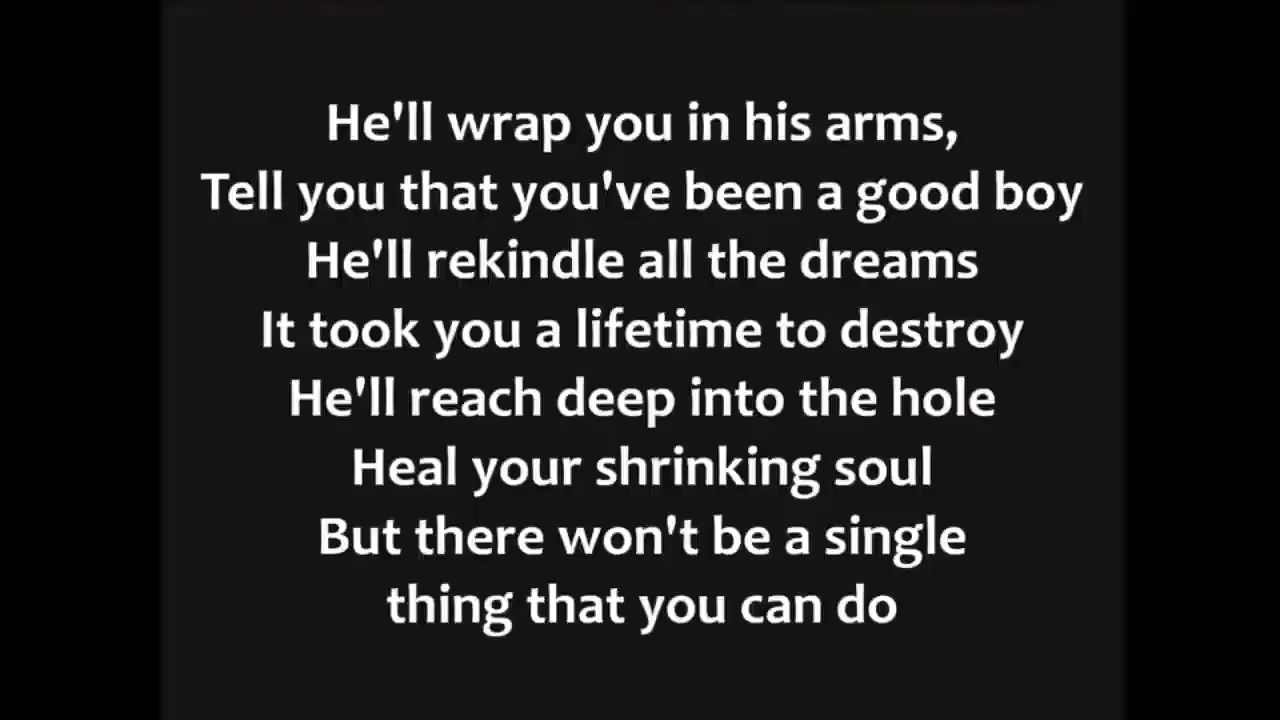 He'll wrap you in his arms,
Tell you that you've been a good boy
He'll rekindle all the dreams
It took you a lifetime to destroy
He'll reach deep into the hole
Heal your shrinking soul
But there won't be a single
thing that you can do